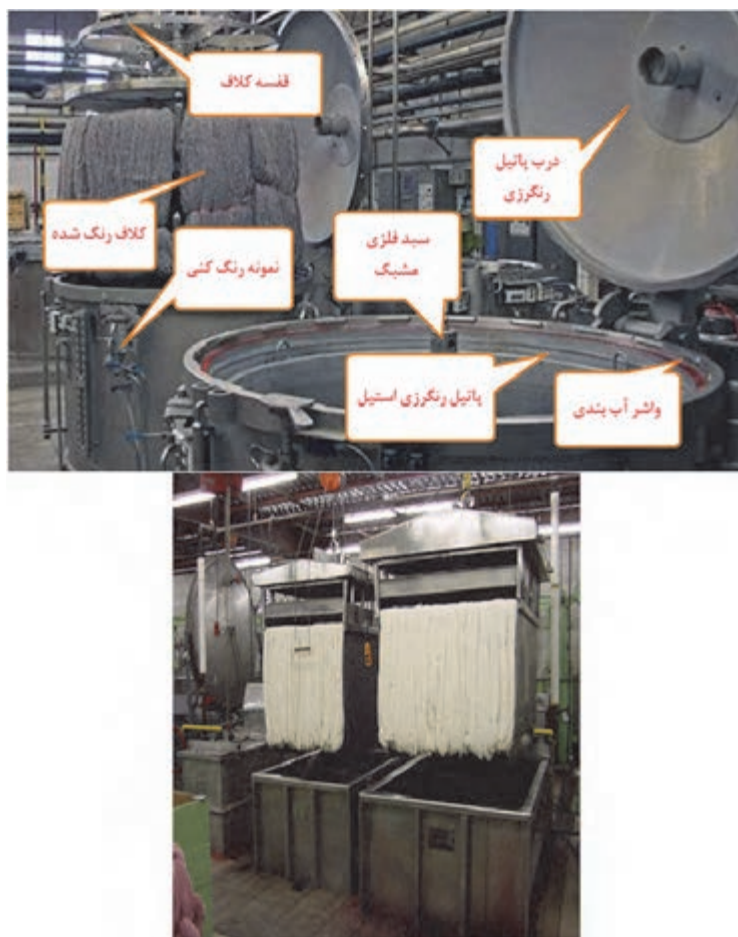 قفسه کلاف
درب پاتیل
رنگرزی
کلاف رنگ شده
نمونه رنگ کنی
سبد فلزی
مشبک
پاتیل رنگرزی استیل
واشر آب بندی